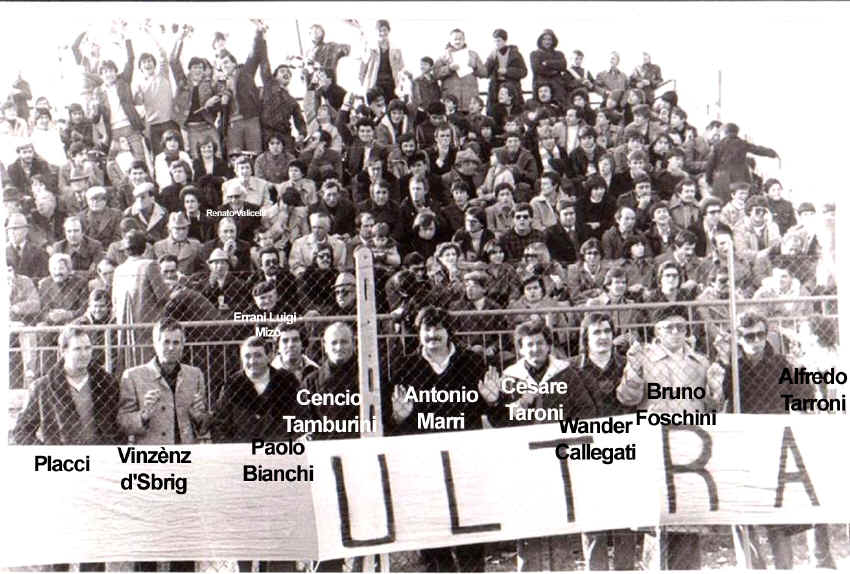 Renato Valicelli
Errani Luigi -
Mizó
Placci
Vinzènz
d'Sbrig
Paolo
Bianchi
Cencio
Tamburini
Antonio
Marri
Cesare
Taroni
Wander
Callegati
Bruno
Foschini
Alfredo
Tarroni
ULTRA